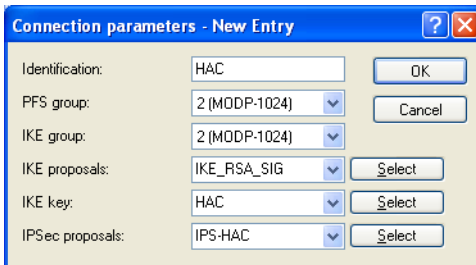 Connection parameters - New Entry
Identification: HAC OK
PFS group: 2 (MODP-1024) Cancel
IKE group: 2 (MODP-1024)
IKE proposals: IKE_RSA_SIG Select
IKE key: HAC Select
IPSec proposals: IPS-HAC Select